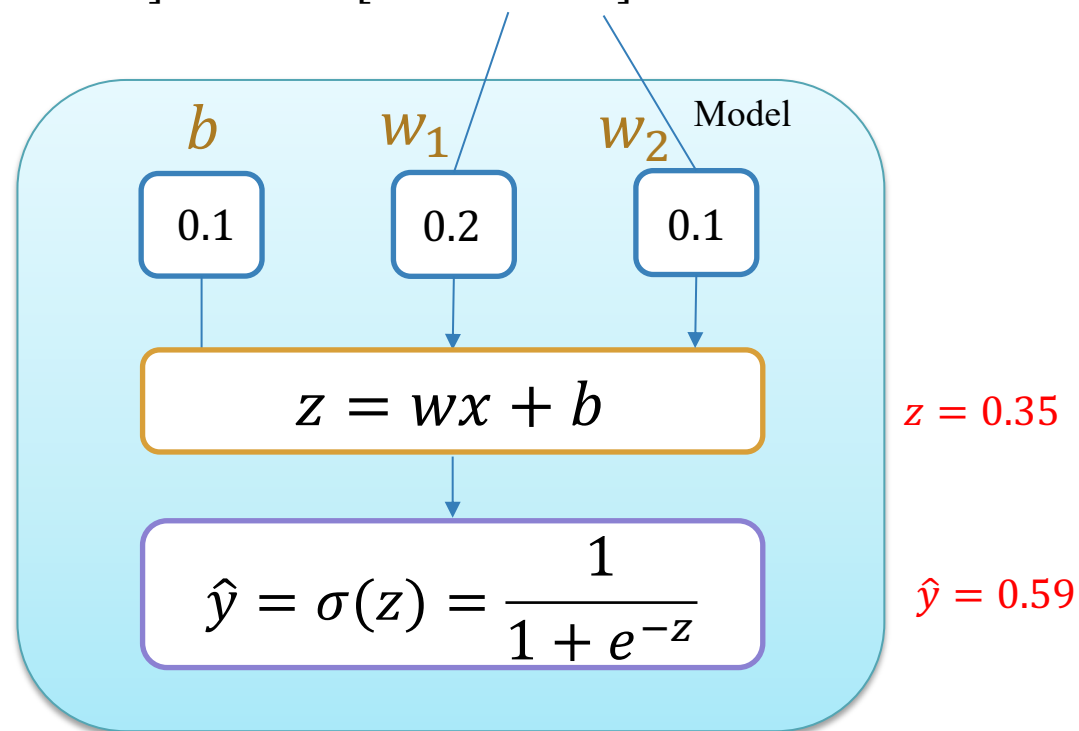 ] [ ]
b w₁ w₂ Model
0.1 0.2 0.1
z = wx + b z = 0.35
ŷ = σ(z) = 1 / (1 + e⁻ᶻ) ŷ = 0.59